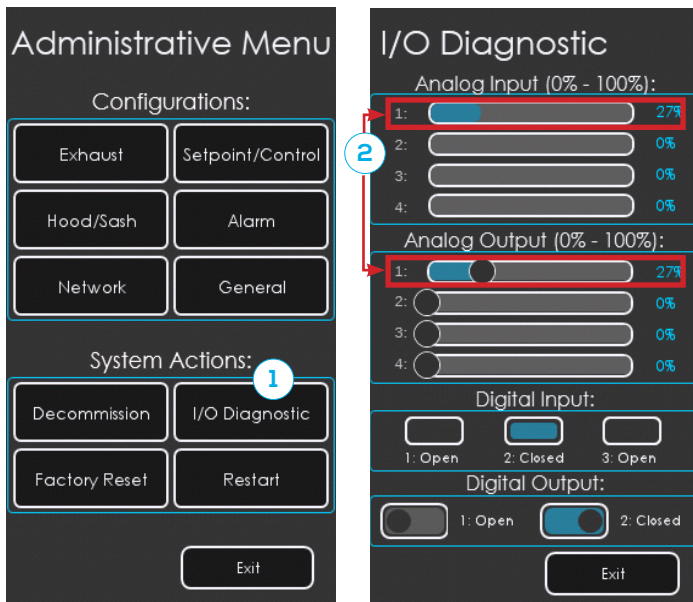 Administrative Menu
Configurations:
Exhaust
Setpoint/Control
Hood/Sash
Alarm
Network
General
System Actions:
1
Decommission
I/O Diagnostic
Factory Reset
Restart
Exit
I/O Diagnostic
Analog Input (0% - 100%):
1: 27%
2: 0%
3: 0%
4: 0%
2
Analog Output (0% - 100%):
1: 27%
2: 0%
3: 0%
4: 0%
Digital Input:
1: Open 2: Closed 3: Open
Digital Output:
1: Open 2: Closed
Exit